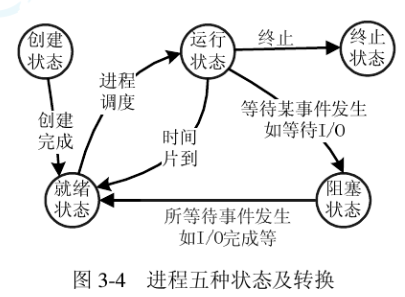 创建
状态
运行
状态
终止
终止
状态
进程
调度
创建
完成
等待某事件发生
如等待I/O
时间
片到
就绪
状态
阻塞
状态
所等待事件发生
如I/O完成等
图 3-4 进程五种状态及转换